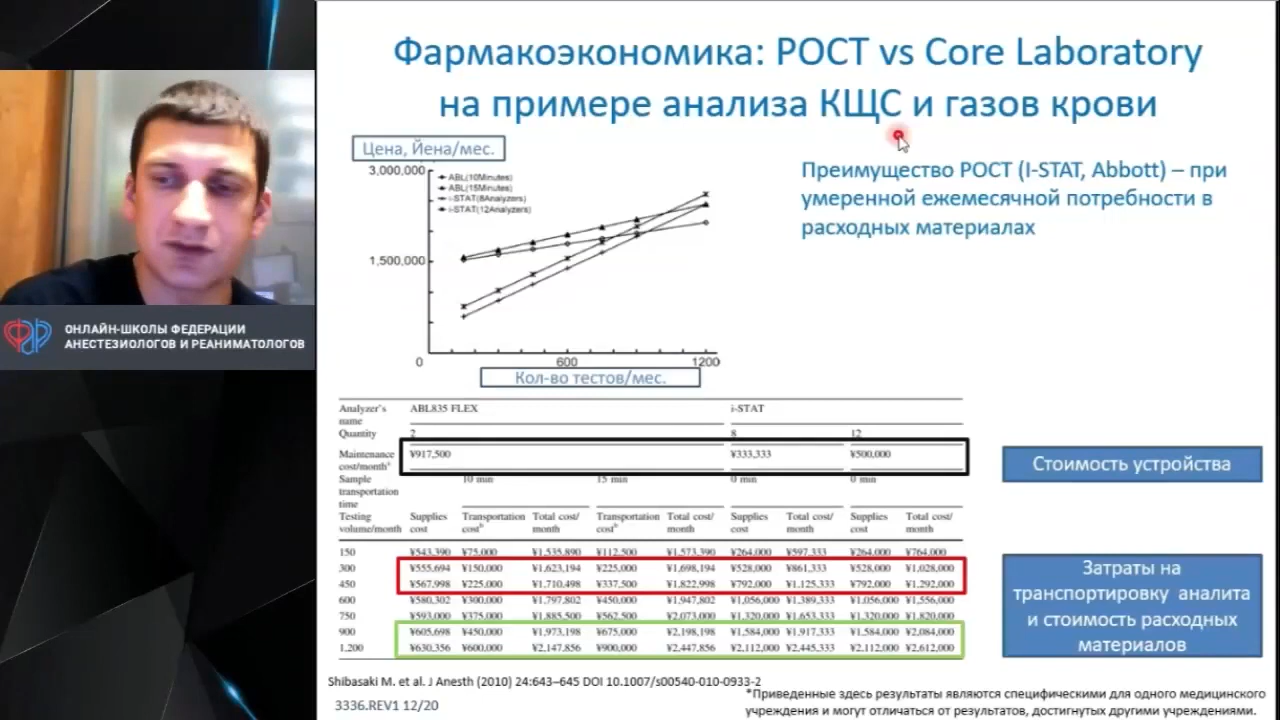 Фармакоэкономика: POCT vs Core Laboratory
на примере анализа КЩС и газов крови
Цена, Йена/мес.
3,000,000
ABL(10Minutes)
ABL(15Minutes)
i-STAT(8Analyzers)
i-STAT(12Analyzers)
1,500,000
0 600 1200
Кол-во тестов/мес.
Преимущество POCT (I-STAT, Abbott) – при
умеренной ежемесячной потребности в
расходных материалах
ОНЛАЙН-ШКОЛЫ ФЕДЕРАЦИИ
АНЕСТЕЗИОЛОГОВ И РЕАНИМАТОЛОГОВ
Analyzer's ABL835 FLEX i-STAT
name
Quantity 2 8 12
Maintenance ¥917,500 ¥333,333 ¥500,000
cost/month
Sample 10 min 15 min 0 min 0 min
transportation
time
Testing Supplies Transportation Total cost/ Transportation Total cost/ Supplies Total cost/ Supplies Total cost/
volume/month cost cost month cost month cost month cost month
150 ¥543,390 ¥75,000 ¥1,535,890 ¥112,500 ¥1,573,390 ¥264,000 ¥597,333 ¥264,000 ¥764,000
300 ¥555,694 ¥150,000 ¥1,623,194 ¥225,000 ¥1,698,194 ¥528,000 ¥861,333 ¥528,000 ¥1,028,000
450 ¥567,998 ¥225,000 ¥1,710,498 ¥337,500 ¥1,822,998 ¥792,000 ¥1,125,333 ¥792,000 ¥1,292,000
600 ¥580,302 ¥300,000 ¥1,797,802 ¥450,000 ¥1,947,802 ¥1,056,000 ¥1,389,333 ¥1,056,000 ¥1,556,000
750 ¥593,000 ¥375,000 ¥1,885,500 ¥562,500 ¥2,073,000 ¥1,320,000 ¥1,653,333 ¥1,320,000 ¥1,820,000
900 ¥605,698 ¥450,000 ¥1,973,198 ¥675,000 ¥2,198,198 ¥1,584,000 ¥1,917,333 ¥1,584,000 ¥2,084,000
1,200 ¥630,356 ¥600,000 ¥2,147,856 ¥900,000 ¥2,447,856 ¥2,112,000 ¥2,445,333 ¥2,112,000 ¥2,612,000
Стоимость устройства
Затраты на
транспортировку аналита
и стоимость расходных
материалов
Shibasaki M. et al. J Anesth (2010) 24:643–645 DOI 10.1007/s00540-010-0933-2
3336.REV1 12/20
*Приведенные здесь результаты являются специфическими для одного медицинского
учреждения и могут отличаться от результатов, достигнутых другими учреждениями.